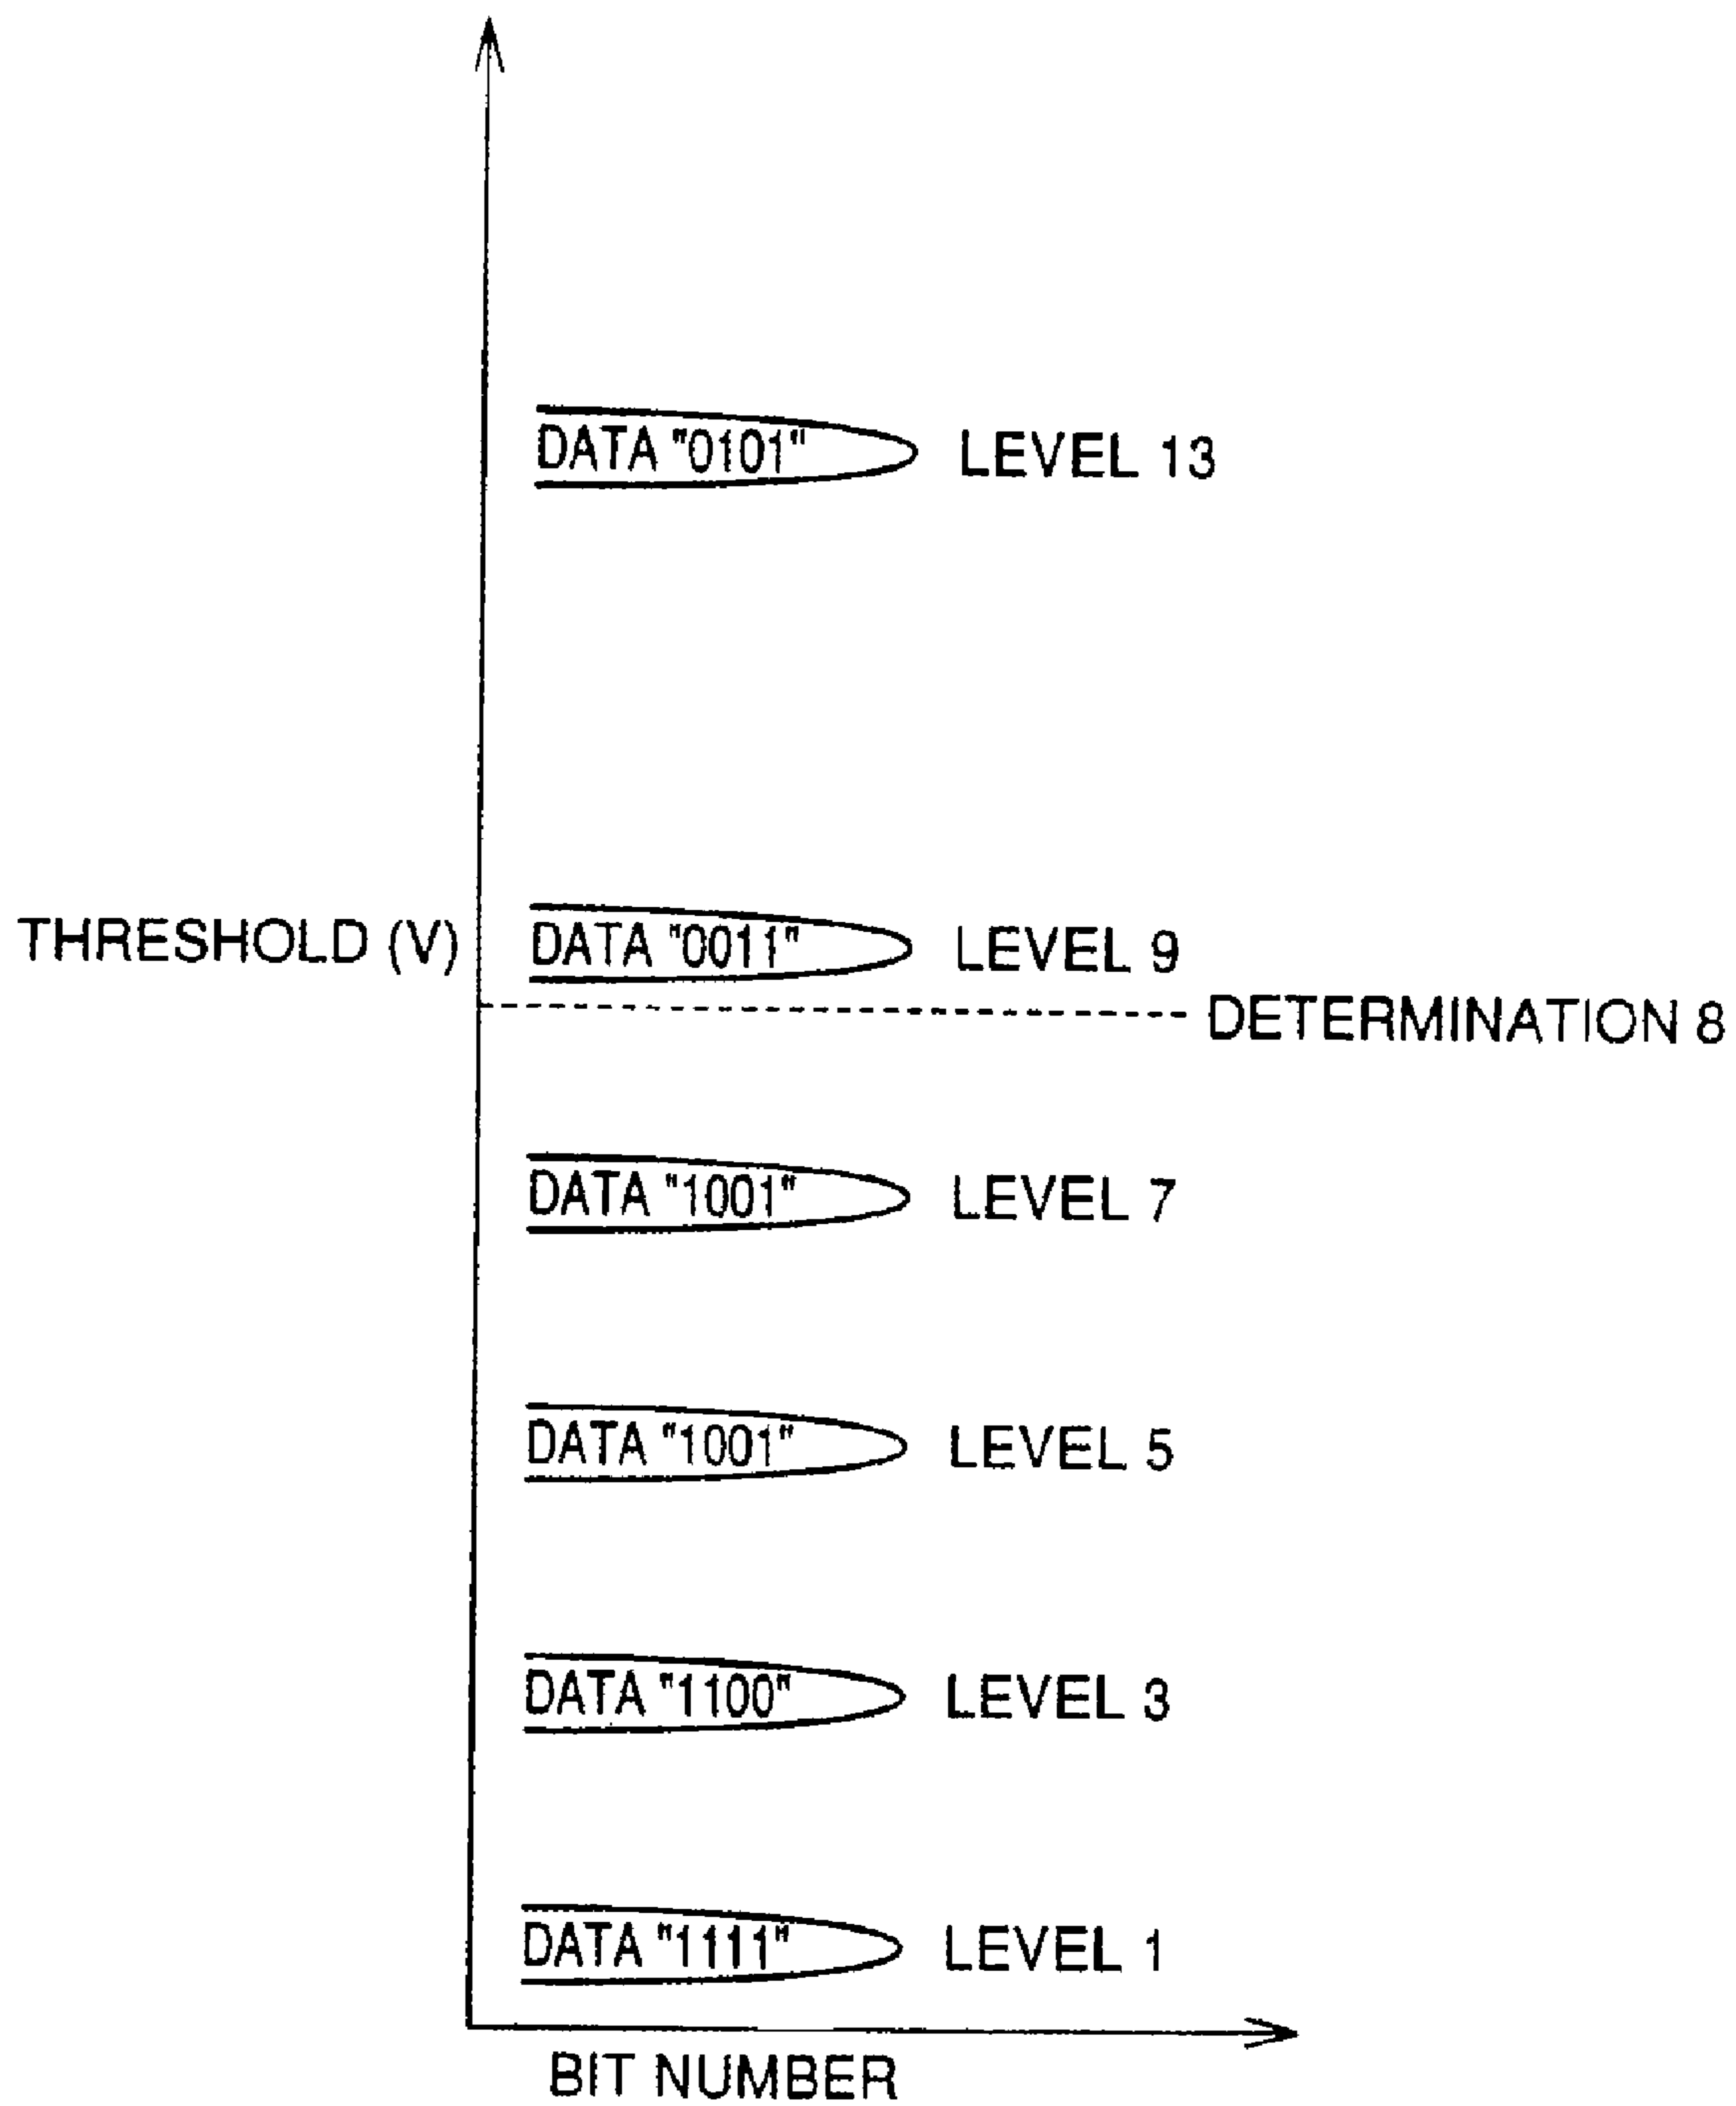 DATA "0101" LEVEL 13
THRESHOLD (V) DATA "0011" LEVEL 9
DETERMINATION 8
DATA "1001" LEVEL 7
DATA "1001" LEVEL 5
DATA "1100" LEVEL 3
DATA "1111" LEVEL 1
BIT NUMBER